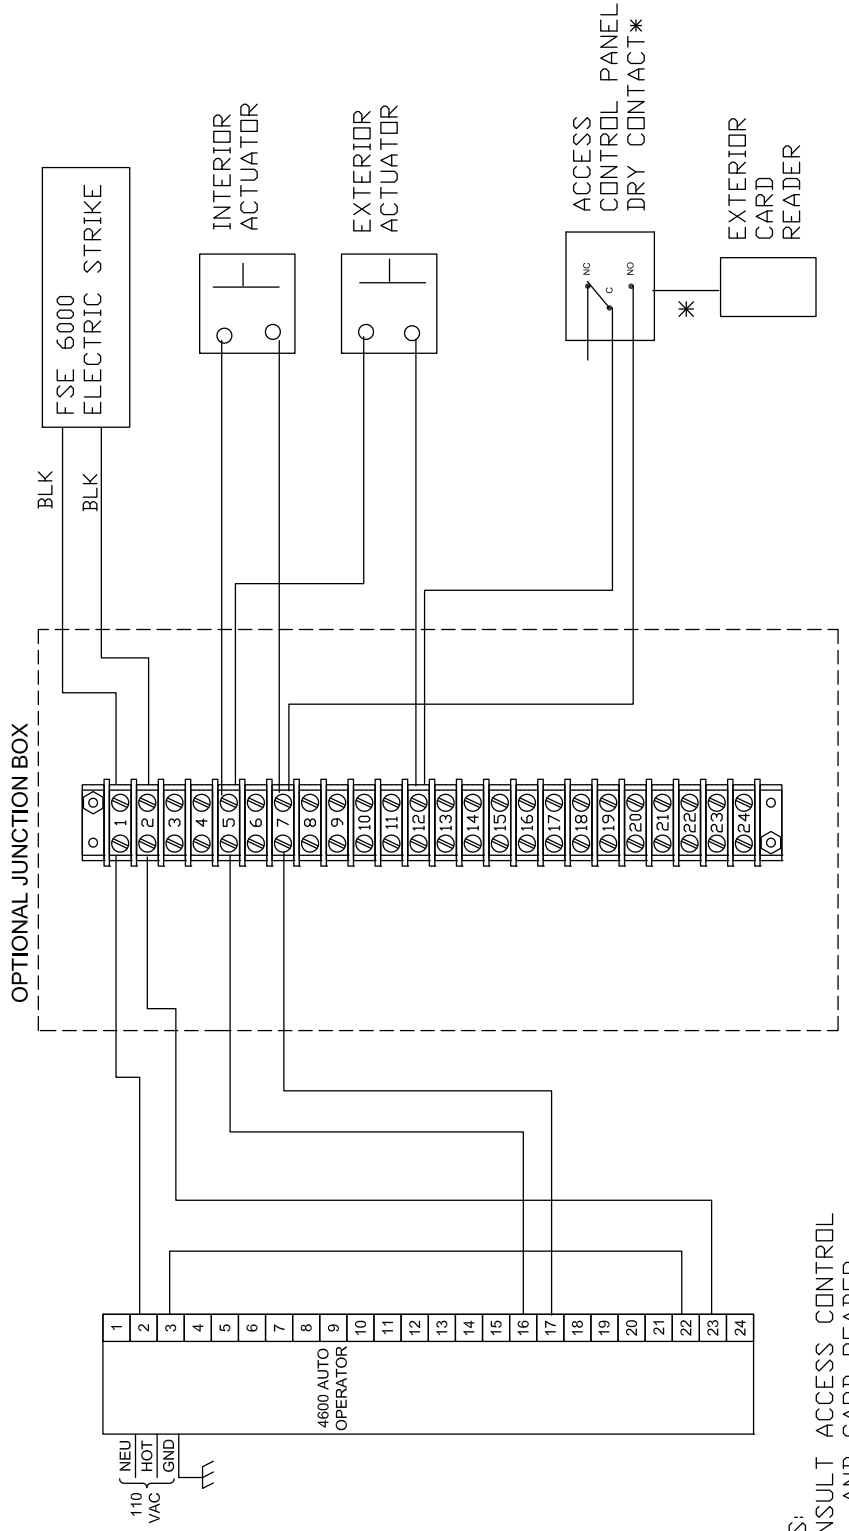 OPTIONAL JUNCTION BOX
FSE 6000
ELECTRIC STRIKE
BLK
BLK
INTERIOR
ACTUATOR
EXTERIOR
ACTUATOR
ACCESS
CONTROL PANEL
DRY CONTACT*
NC
C
NO
*
EXTERIOR
CARD
READER
1
2
3
4
5
6
7
8
9
10
11
12
13
14
15
16
17
18
19
20
21
22
23
24
1
2
3
4
5
6
7
8
9
10
11
12
13
14
15
16
17
18
19
20
21
22
23
24
4600 AUTO
OPERATOR
110
VAC
NEU
HOT
GND
ACCESS CONTROL